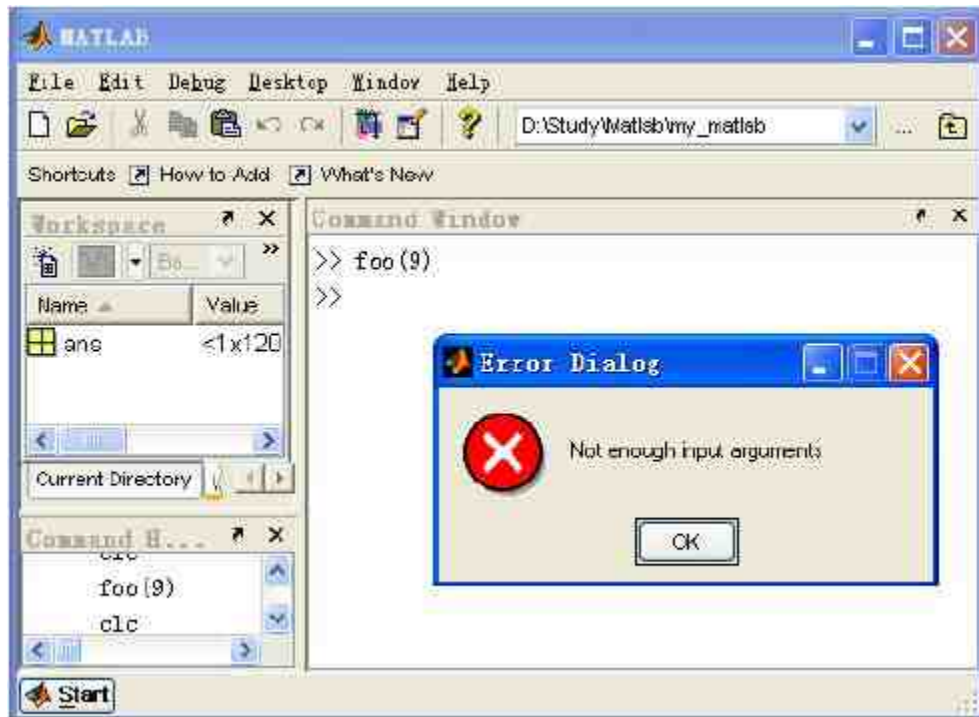 MATLAB
File Edit Debug Desktop Window Help
D:\Study\Matlab\my_matlab ...
Shortcuts How to Add What's New
Workspace
Ba...
Name Value
ans <1x120
Current Directory
Command H...
clc
foo(9)
clc
Command Window
>> foo(9)
>>
Error Dialog
Not enough input arguments
OK
Start